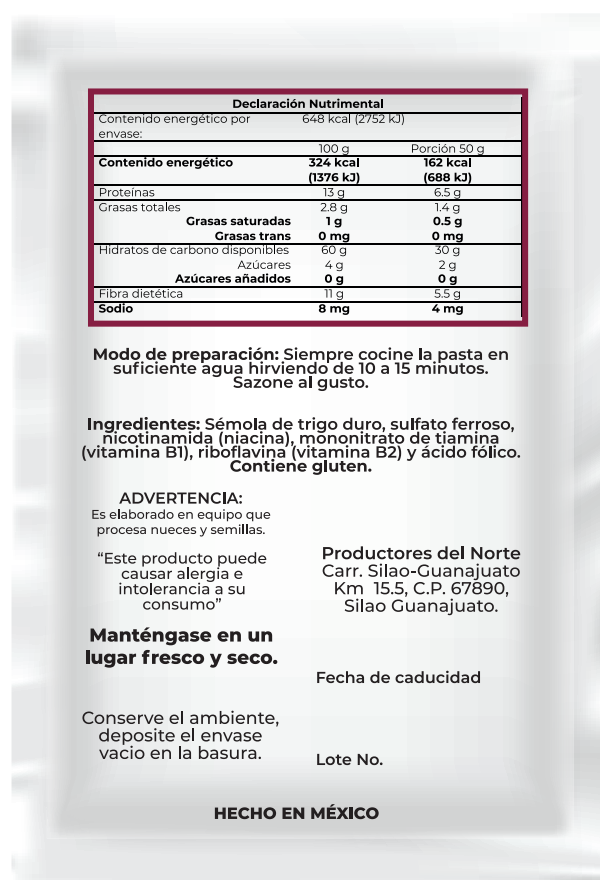 Declaración Nutrimental
Contenido energético por envase: 648 kcal (2752 kJ)
100 g Porción 50 g
Contenido energético 324 kcal (1376 kJ) 162 kcal (688 kJ)
Proteínas 13 g 6.5 g
Grasas totales 2.8 g 1.4 g
Grasas saturadas 1 g 0.5 g
Grasas trans 0 mg 0 mg
Hidratos de carbono disponibles 60 g 30 g
Azúcares 4 g 2 g
Azúcares añadidos 0 g 0 g
Fibra dietética 11 g 5.5 g
Sodio 8 mg 4 mg
Modo de preparación: Siempre cocine la pasta en
suficiente agua hirviendo de 10 a 15 minutos.
Sazone al gusto.
Ingredientes: Sémola de trigo duro, sulfato ferroso,
nicotinamida (niacina), mononitrato de tiamina
(vitamina B1), riboflavina (vitamina B2) y ácido fólico.
Contiene gluten.
ADVERTENCIA:
Es elaborado en equipo que
procesa nueces y semillas.
“Este producto puede
causar alergia e
intolerancia a su
consumo”
Manténgase en un
lugar fresco y seco.
Conserve el ambiente,
deposite el envase
vacio en la basura.
Productores del Norte
Carr. Silao-Guanajuato
Km 15.5, C.P. 67890,
Silao Guanajuato.
Fecha de caducidad
Lote No.
HECHO EN MÉXICO